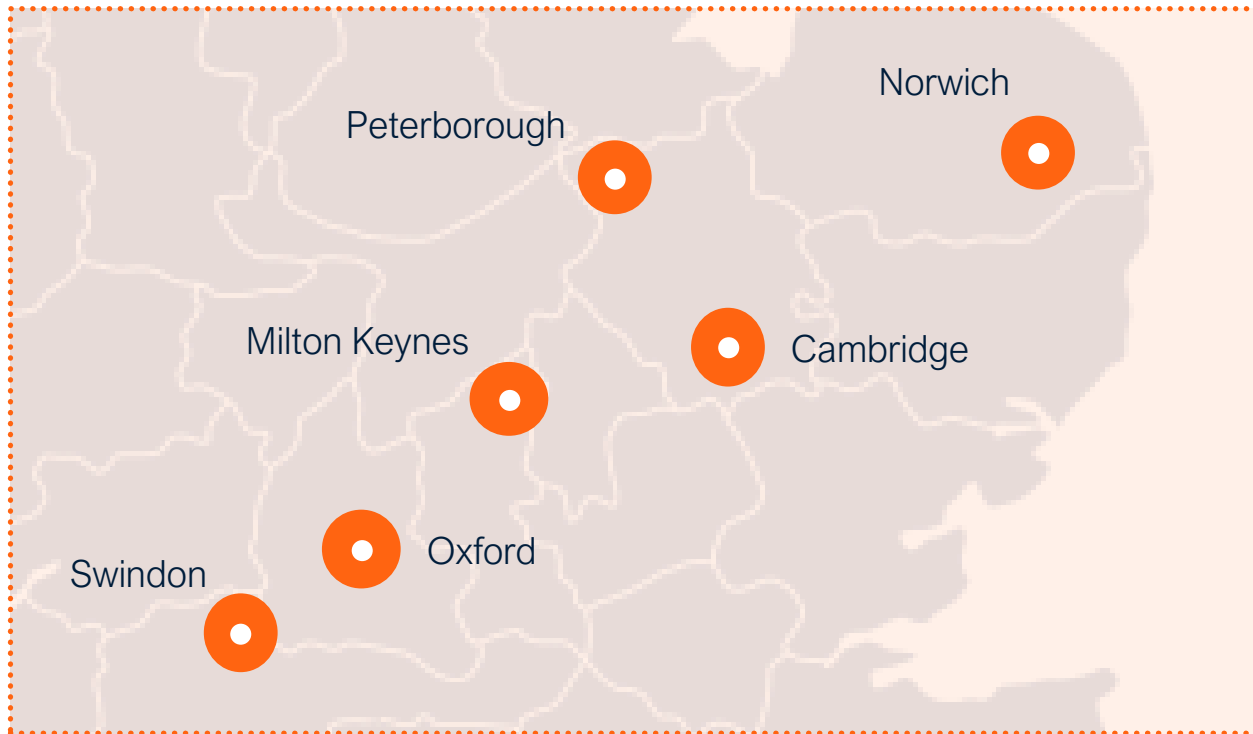 Norwich
Peterborough
Milton Keynes
Cambridge
Oxford
Swindon